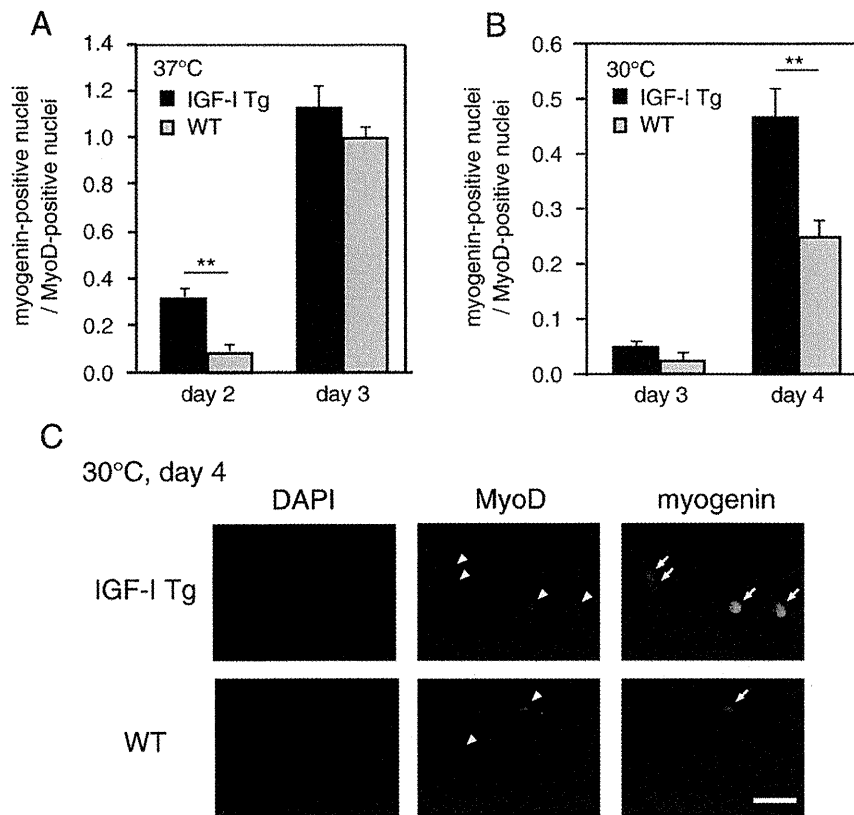 A
37°C
IGF-I Tg
WT
myogenin-positive nuclei
/ MyoD-positive nuclei
1.4
1.2
1.0
0.8
0.6
0.4
0.2
0.0
**
day 2
day 3
B
30°C
IGF-I Tg
WT
myogenin-positive nuclei
/ MyoD-positive nuclei
0.6
0.5
0.4
0.3
0.2
0.1
0.0
**
day 3
day 4
C
30°C, day 4
DAPI
MyoD
myogenin
IGF-I Tg
WT